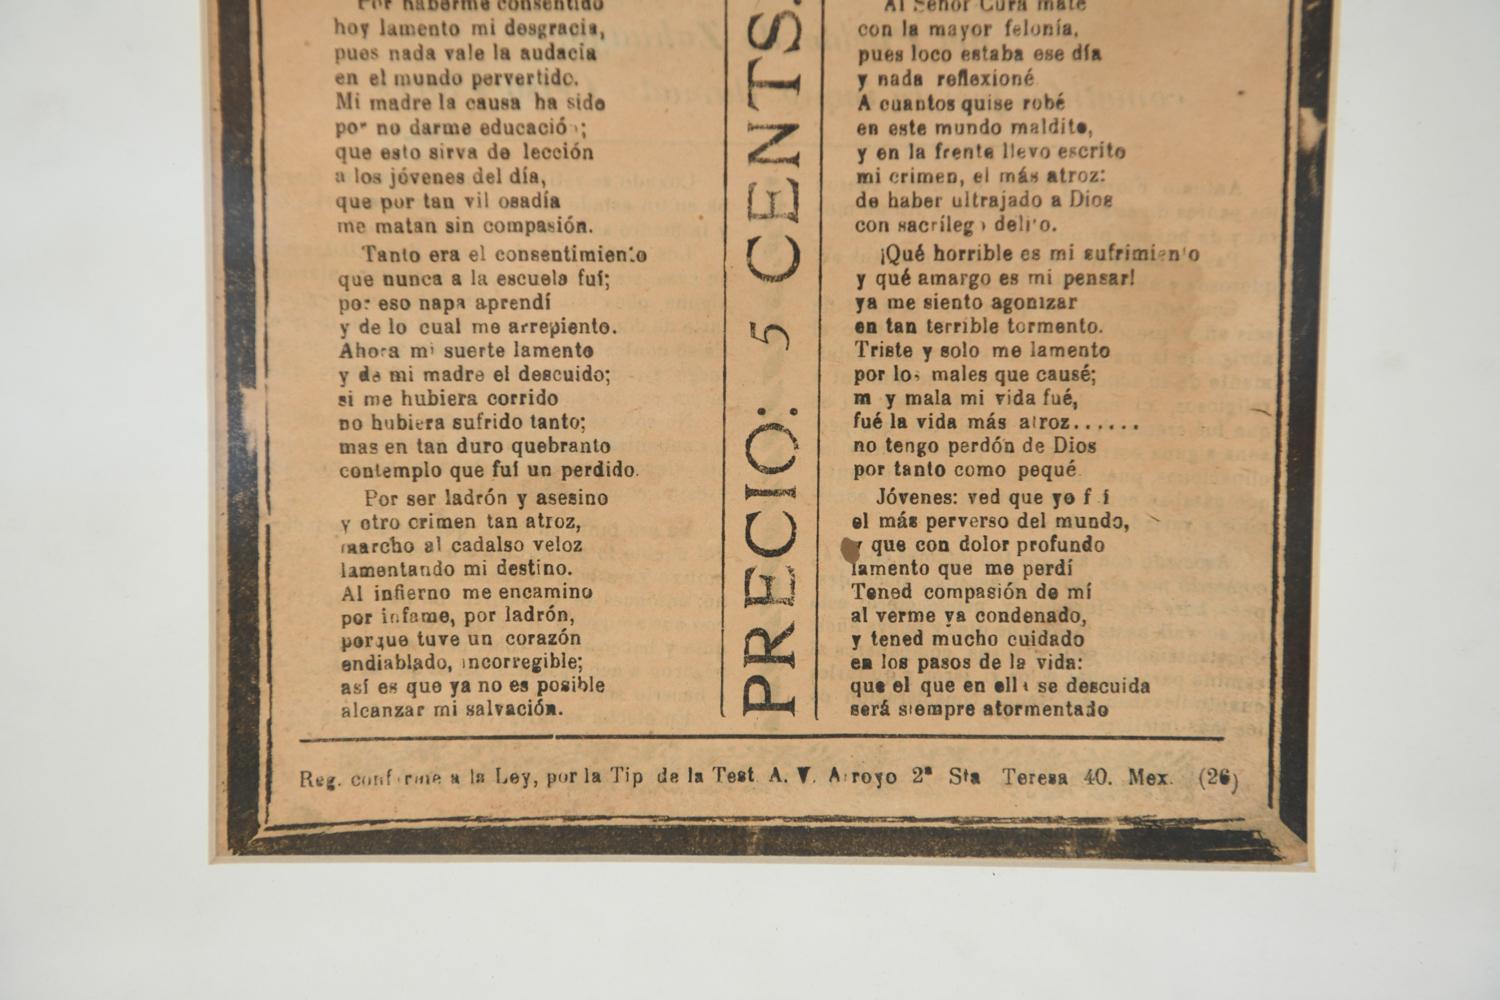 Por haberme consentido
hoy lamento mi desgracia,
pues nada vale la audacia
en el mundo pervertido.
Mi madre la causa ha sido
por no darme educació ;
que esto sirva de lección
a los jóvenes del día,
que por tan vil osadía
me matan sin compasión.
Tanto era el consentimiento
que nunca a la escuela fuí;
por eso napa aprendí
y de lo cual me arrepiento.
Ahora mi suerte lamento
y de mi madre el descuido;
si me hubiera corrido
no hubiera sufrido tanto;
mas en tan duro quebranto
contemplo que fuí un perdido.
Por ser ladrón y asesino
y otro crimen tan atroz,
marcho al cadalso veloz
lamentando mi destino.
Al infierno me encamino
por infame, por ladrón,
porque tuve un corazón
endiablado, incorregible;
así es que ya no es posible
alcanzar mi salvación.
PRECIO: 5 CENTS.
Al Señor Cura maté
con la mayor felonía,
pues loco estaba ese día
y nada reflexioné
A cuantos quise robé
en este mundo maldito,
y en la frente llevo escrito
mi crimen, el más atroz:
de haber ultrajado a Dios
con sacríleg delito.
¡Qué horrible es mi sufrimiento
y qué amargo es mi pensar!
ya me siento agonizar
en tan terrible tormento.
Triste y solo me lamento
por los males que causé;
m y mala mi vida fué,
fué la vida más atroz......
no tengo perdón de Dios
por tanto como pequé
Jóvenes: ved que yo f í
el más perverso del mundo,
y que con dolor profundo
lamento que me perdí
Tened compasión de mí
al verme ya condenado,
y tened mucho cuidado
en los pasos de la vida:
que el que en ella se descuida
será siempre atormentado
Reg. conforme a la Ley, por la Tip de la Test A. V. Arroyo 2ª Sta Teresa 40. Mex. (26)